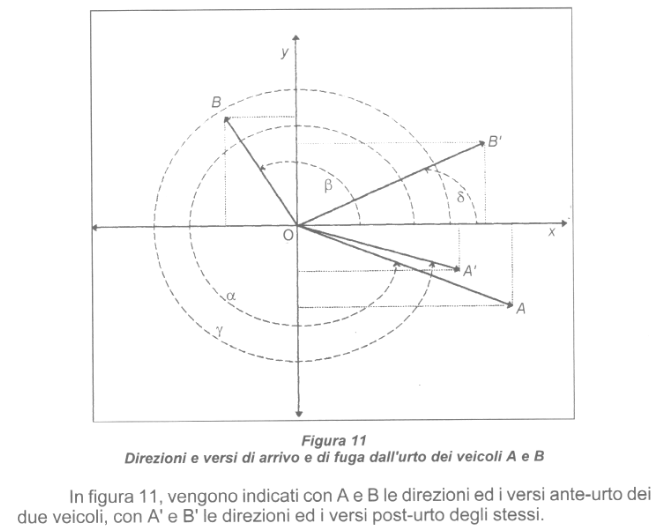 y
B
B'
β
δ
O
x
A'
α
A
γ
Figura 11
Direzioni e versi di arrivo e di fuga dall'urto dei veicoli A e B
In figura 11, vengono indicati con A e B le direzioni ed i versi ante-urto dei
due veicoli, con A' e B' le direzioni ed i versi post-urto degli stessi.